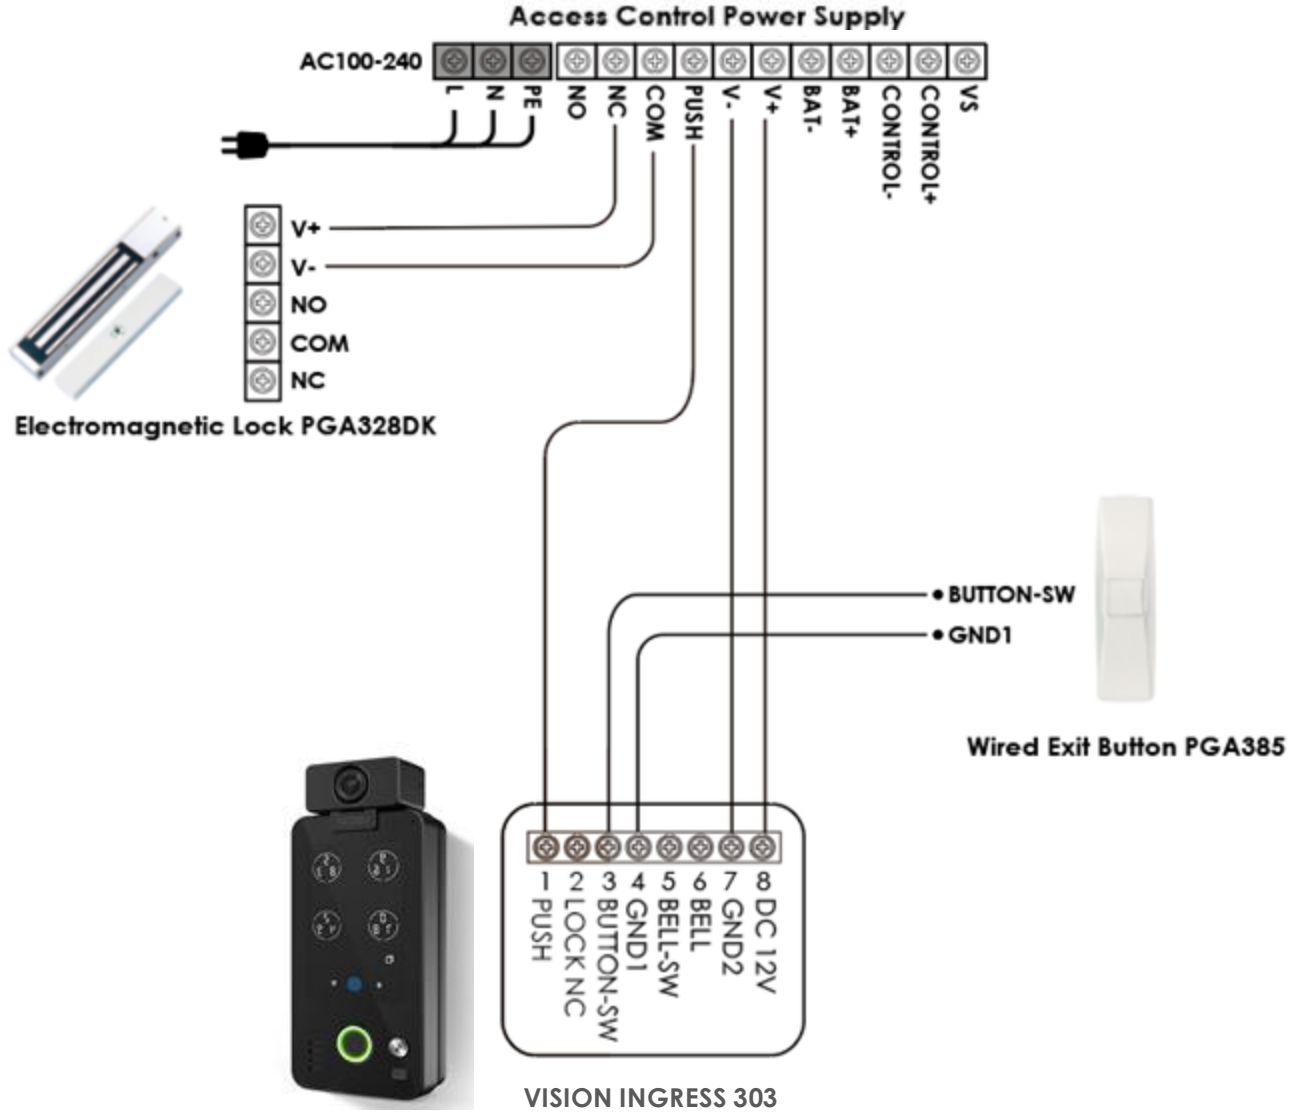 Access Control Power Supply
AC100-240
L
N
PE
NO
NC
COM
PUSH
V-
V+
BAT-
BAT+
CONTROL-
CONTROL+
VS
V+
V-
NO
COM
NC
Electromagnetic Lock PGA328DK
BUTTON-SW
GND1
Wired Exit Button PGA385
1 PUSH
2 LOCK NC
3 BUTTON-SW
4 GND1
5 BELL-SW
6 BELL
7 GND2
8 DC 12V
VISION INGRESS 303